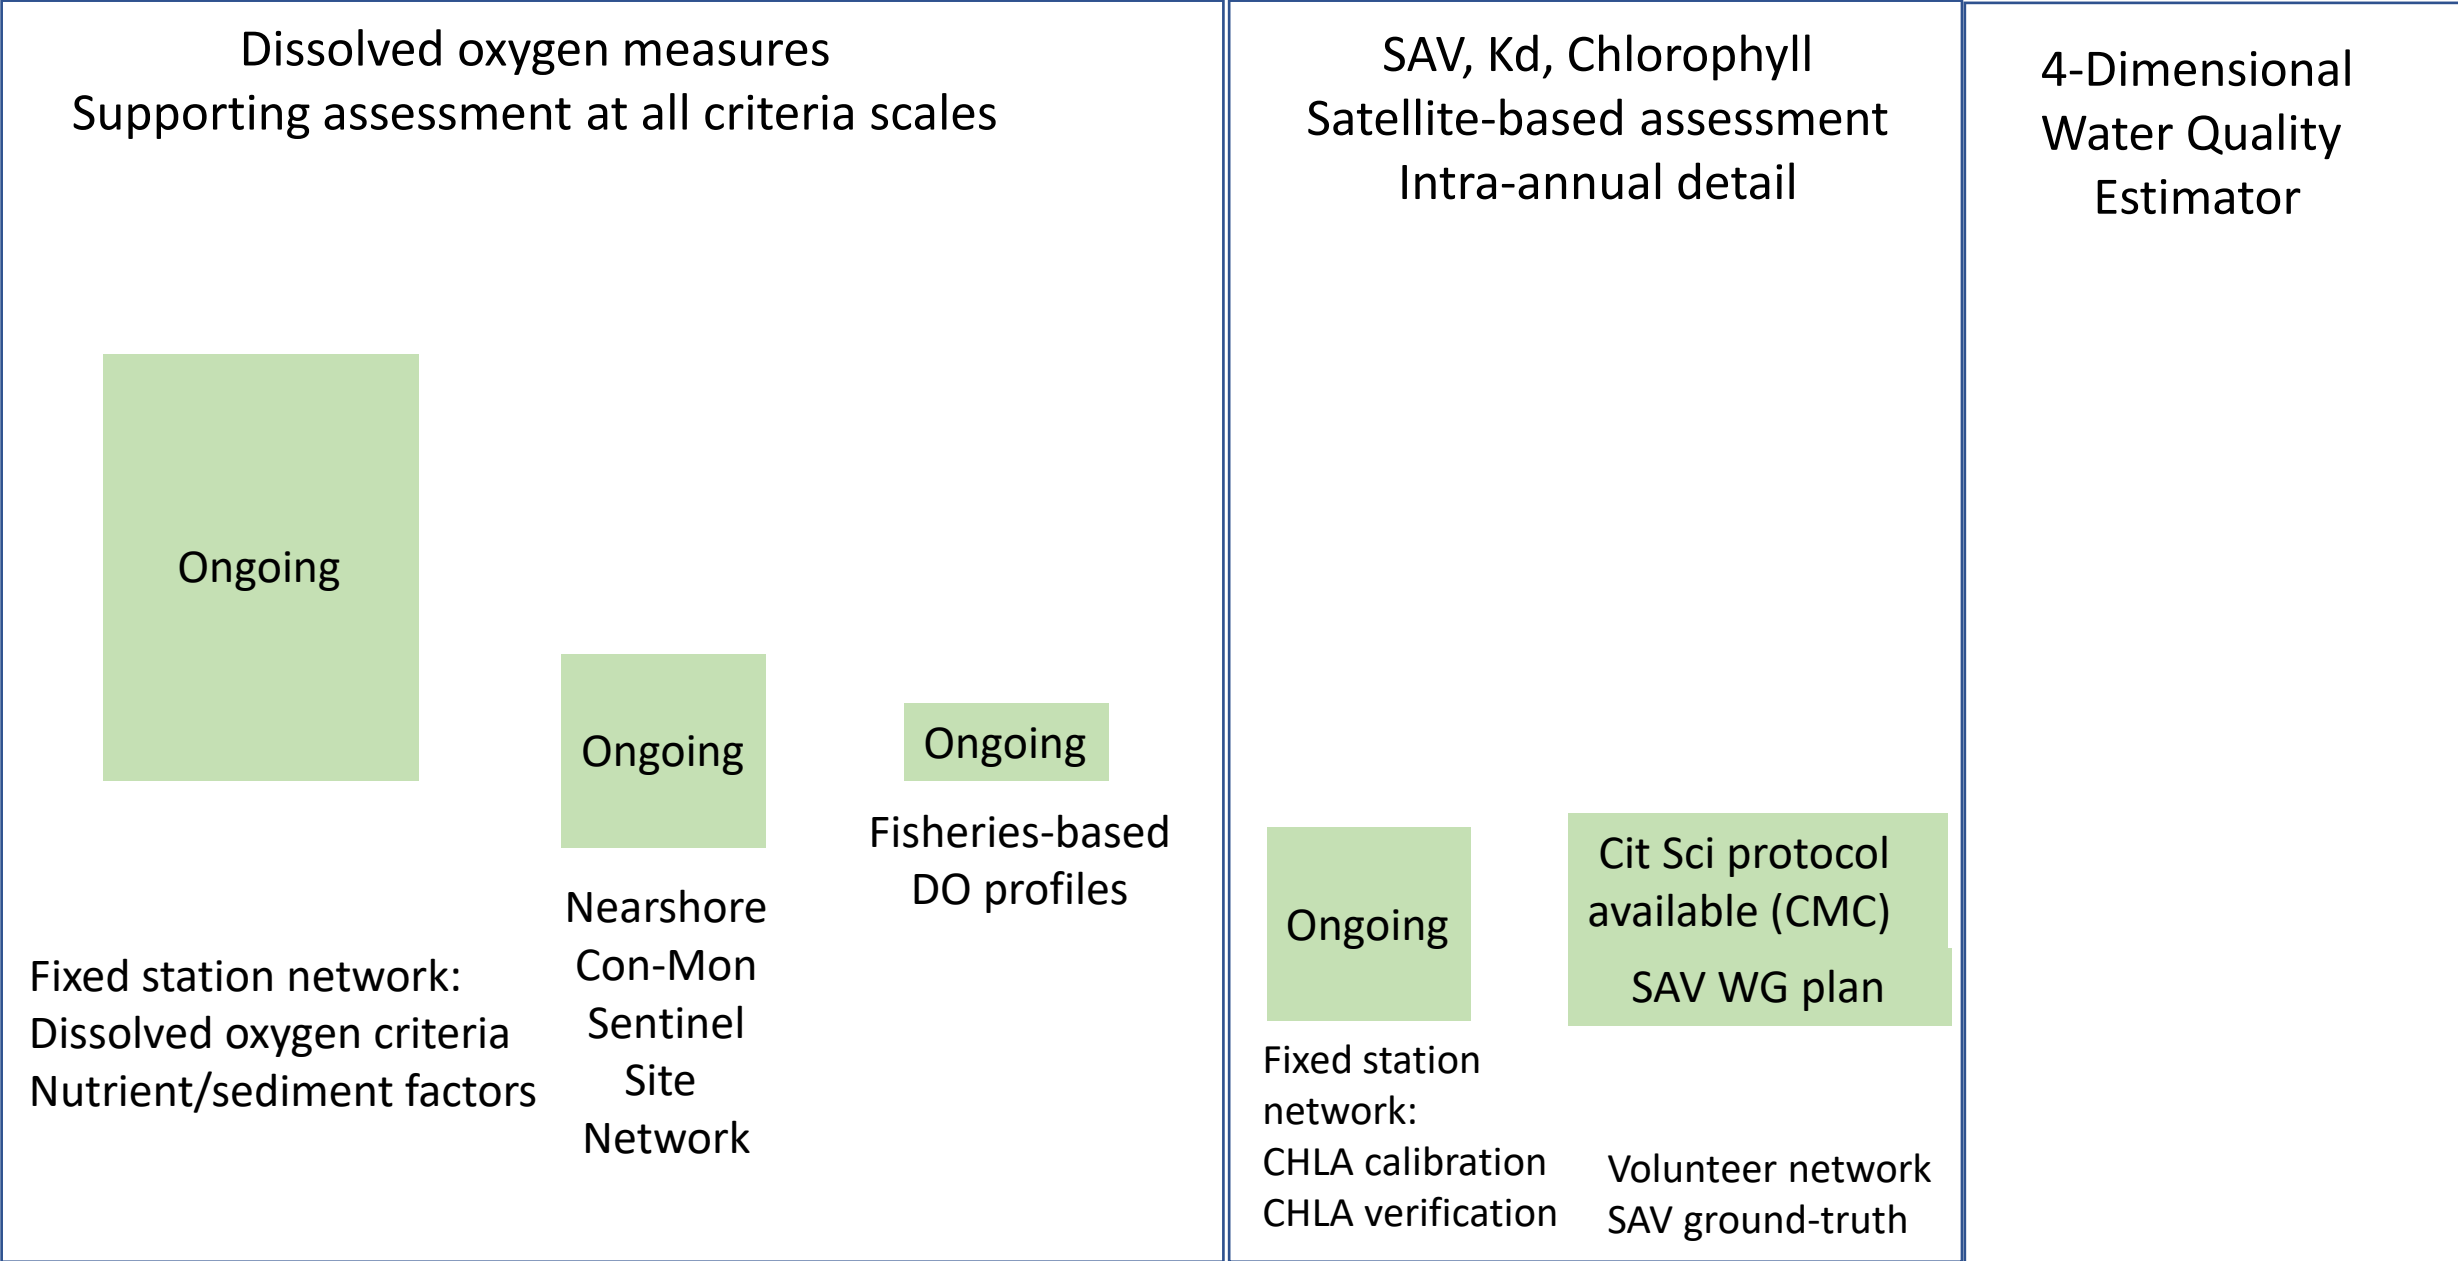 Dissolved oxygen measures
Supporting assessment at all criteria scales
Ongoing
Fixed station network:
Dissolved oxygen criteria
Nutrient/sediment factors
Ongoing
Nearshore
Con-Mon
Sentinel
Site
Network
Ongoing
Fisheries-based
DO profiles
SAV, Kd, Chlorophyll
Satellite-based assessment
Intra-annual detail
Ongoing
Fixed station
network:
CHLA calibration
CHLA verification
Cit Sci protocol
available (CMC)
SAV WG plan
Volunteer network
SAV ground-truth
4-Dimensional
Water Quality
Estimator